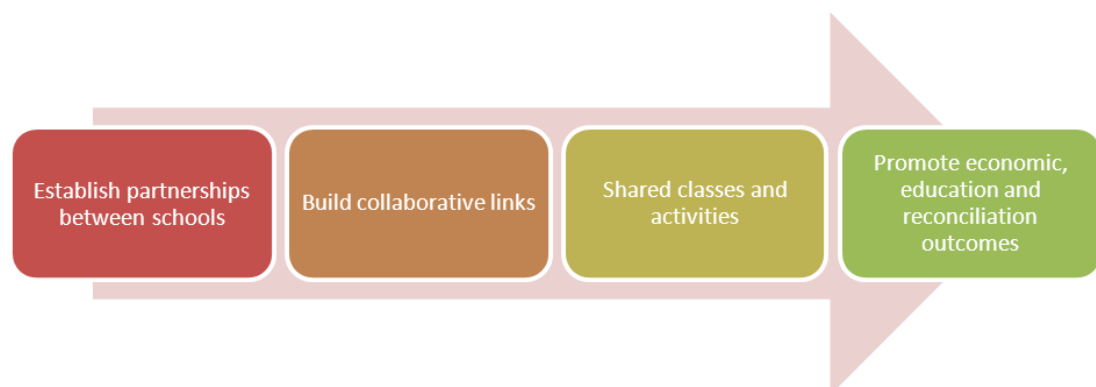 Establish partnerships
between schools
Build collaborative links
Shared classes and
activities
Promote economic,
education and
reconciliation
outcomes